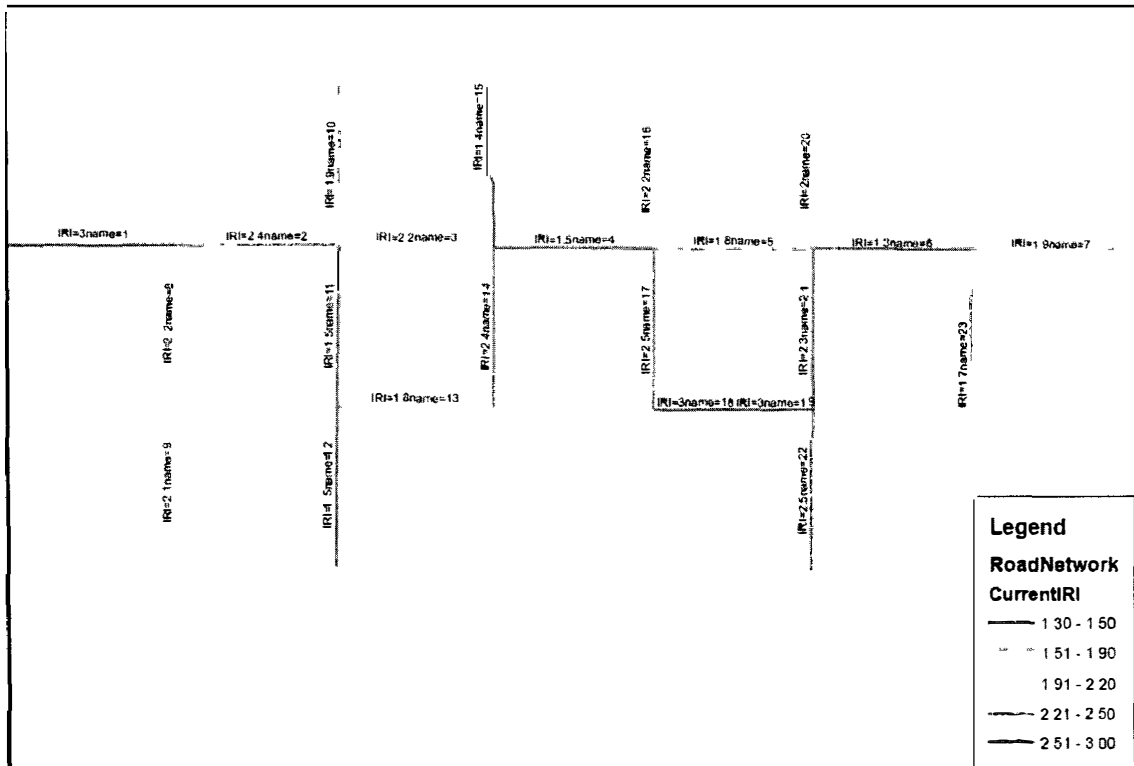 IRI=1.4name=15
IRI=1.9name=10
IRI=2 2name=16
IRI=2name=20
IRI=3name=1
IRI=2 4name=2
IRI=2 2name=3
IRI=1.5name=4
IRI=1 8name=5
IRI=1 3name=6
IRI=1 9name=7
IRI=2 2name=8
IRI=1 5name=11
IRI=2 4name=14
IRI=2 5name=17
IRI=2 3name=21
IRI=1 7name=23
IRI=1.8name=13
IRI=3name=18
IRI=3name=19
IRI=2 1name=9
IRI=1 5name=12
IRI=2.5name=22
Legend
RoadNetwork
CurrentIRI
1 30 - 1 50
1 51 - 1 90
1 91 - 2 20
2 21 - 2 50
2 51 - 3 00